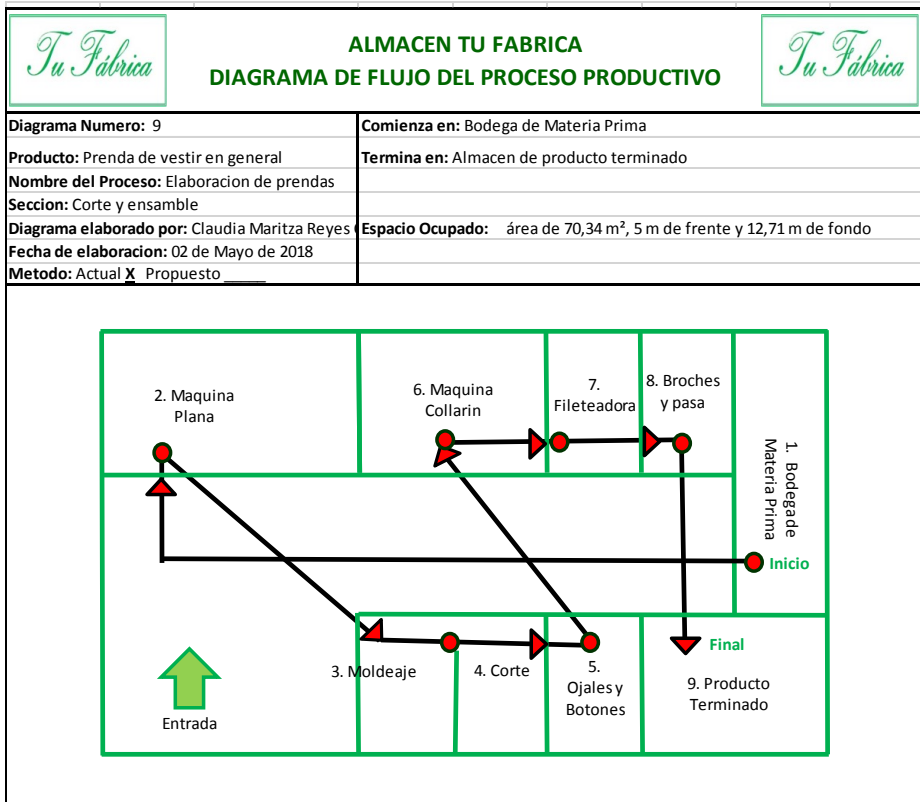 Tu Fábrica
ALMACEN TU FABRICA
DIAGRAMA DE FLUJO DEL PROCESO PRODUCTIVO
Tu Fábrica
Diagrama Numero: 9
Comienza en: Bodega de Materia Prima
Producto: Prenda de vestir en general
Termina en: Almacen de producto terminado
Nombre del Proceso: Elaboracion de prendas
Seccion: Corte y ensamble
Diagrama elaborado por: Claudia Maritza Reyes
Espacio Ocupado: área de 70,34 m², 5 m de frente y 12,71 m de fondo
Fecha de elaboracion: 02 de Mayo de 2018
Metodo: Actual X Propuesto _____
2. Maquina
Plana
6. Maquina
Collarin
7.
Fileteadora
8. Broches
y pasa
1. Bodega de
Materia Prima
Inicio
3. Moldeaje
4. Corte
5.
Ojales y
Botones
Final
9. Producto
Terminado
Entrada